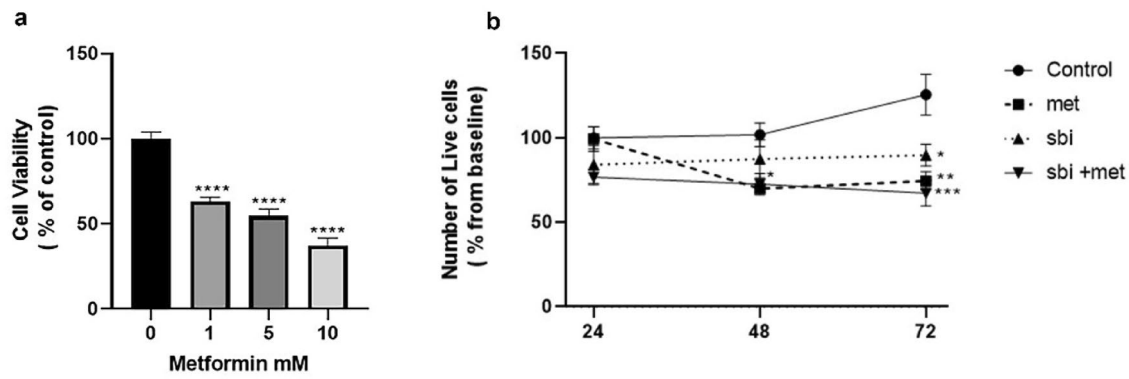 a
Cell Viability
( % of control)
150
100
50
0
****
****
****
0 1 5 10
Metformin mM
b
Number of Live cells
( % from baseline)
150
100
50
0
*
*
**
***
24 48 72
Control
met
sbi
sbi +met